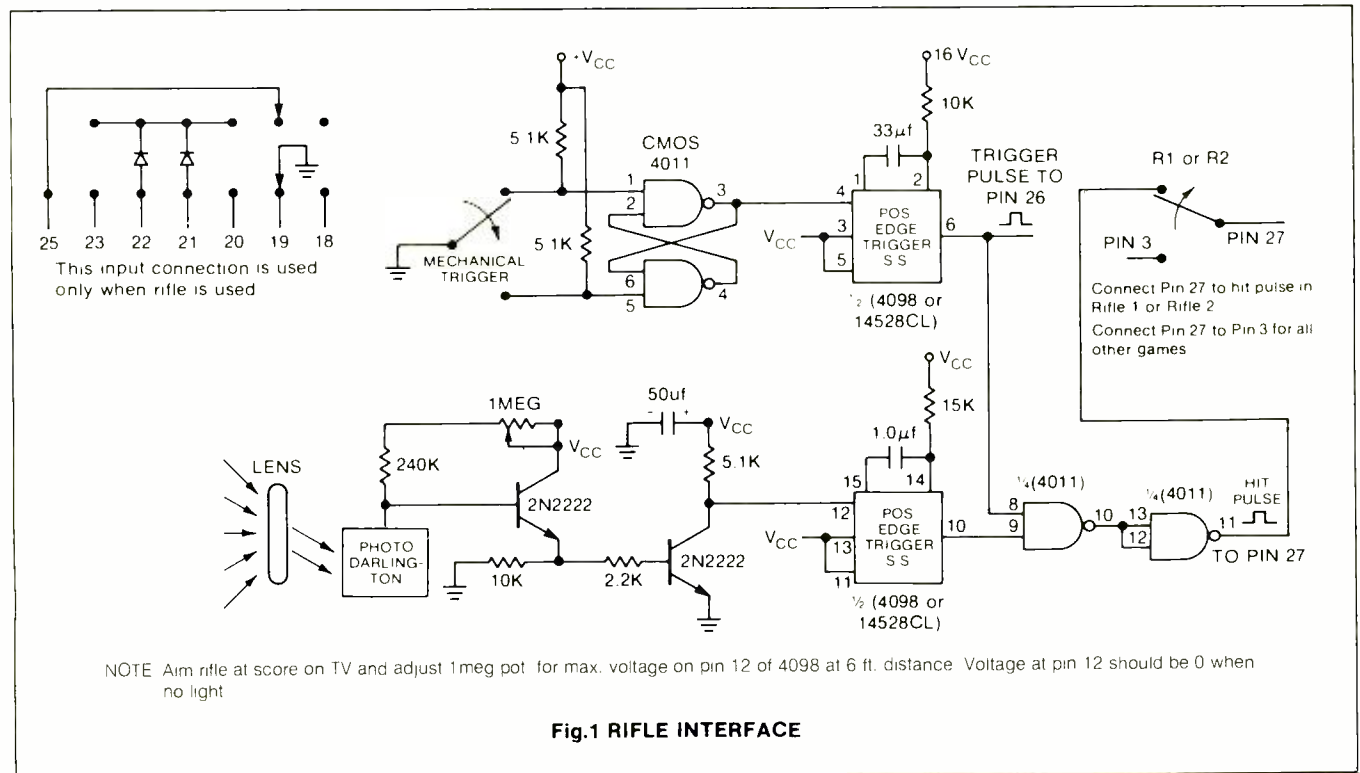 +VCC
16 VCC
5 1K
CMOS
4011
10K
33µf
TRIGGER
PULSE TO
PIN 26
R1 or R2
1
2
3
4
1
2
POS
EDGE
TRIGGER
S S
6
VCC
3
5
PIN 3
PIN 27
25 23 22 21 20 19 18
This input connection is used
only when rifle is used
MECHANICAL
TRIGGER
5 1K
6
5
4
½ (4098 or
14528CL)
Connect Pin 27 to hit pulse in
Rifle 1 or Rifle 2
Connect Pin 27 to Pin 3 for all
other games
1MEG
50uf
- +
VCC
VCC
15K
1.0µf
VCC
5.1K
240K
LENS
2N2222
PHOTO
DARLING-
TON
10K
2.2K
2N2222
15
14
12
POS
EDGE
TRIGGER
S S
10
VCC
13
11
½ (4098 or
14528CL)
¼(4011)
8
9
10
¼(4011)
13
12
11
HIT
PULSE
TO PIN 27
NOTE Aim rifle at score on TV and adjust 1meg pot for max. voltage on pin 12 of 4098 at 6 ft. distance Voltage at pin 12 should be 0 when
no light
Fig.1 RIFLE INTERFACE